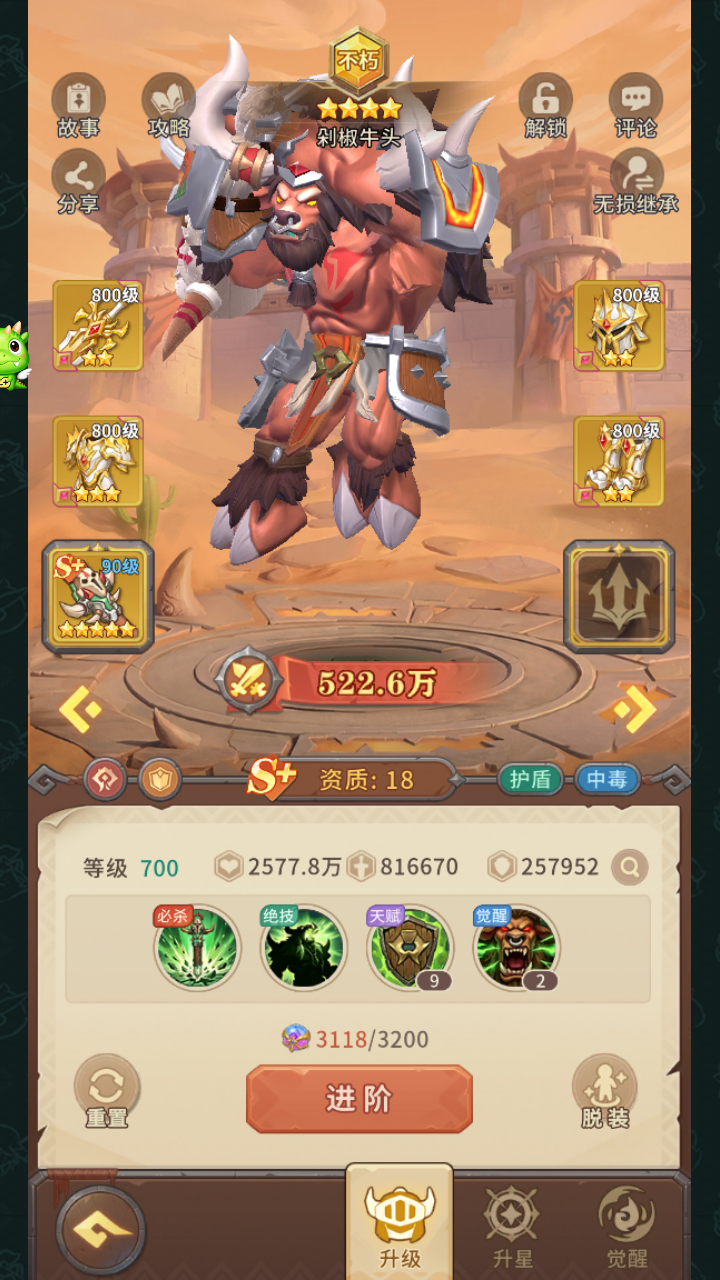 不朽
故事
攻略
剁椒牛头
解锁
评论
分享
无损继承
800级
800级
800级
800级
S+
90级
522.6万
S+
资质: 18
护盾
中毒
等级 700
2577.8万
816670
257952
必杀
绝技
天赋
觉醒
9
2
3118/3200
重置
进阶
脱装
升级
升星
觉醒